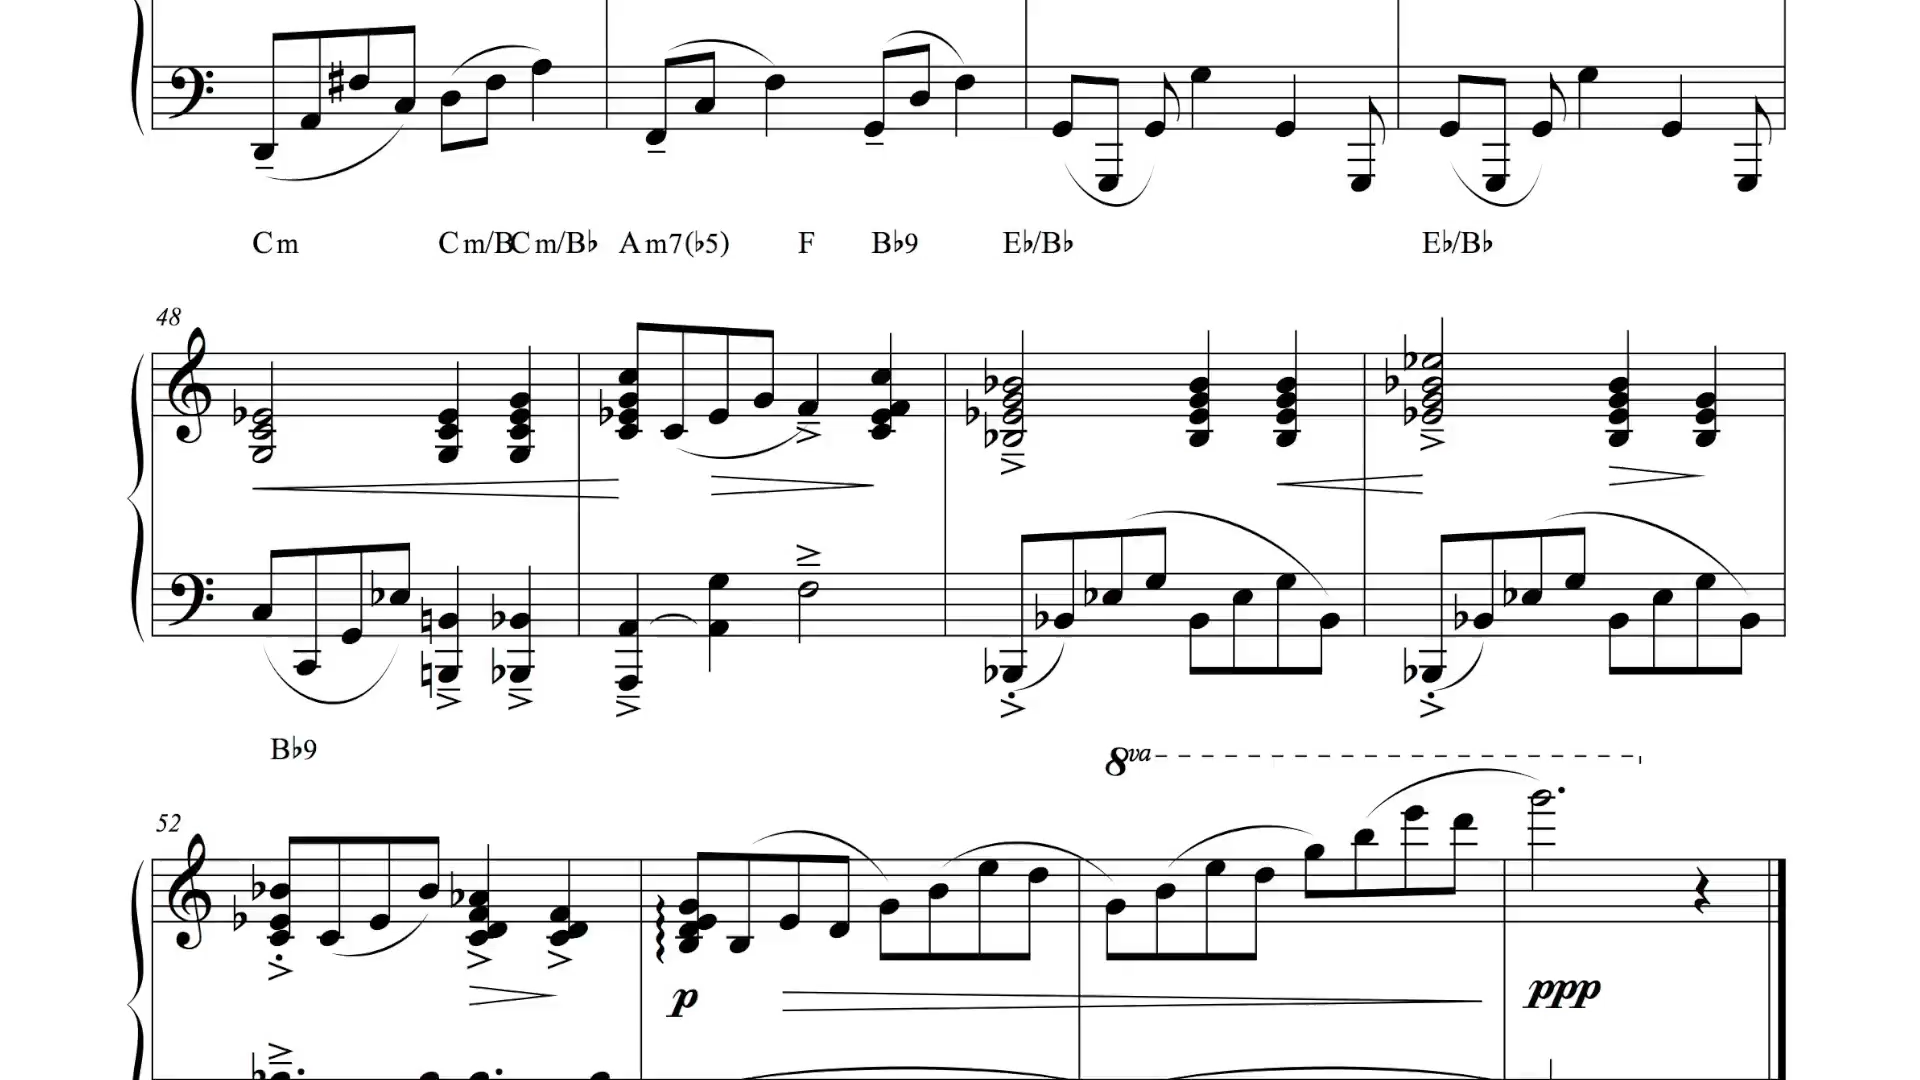 Cm Cm/B Cm/B♭ Am7(♭5) F B♭9 E♭/B♭ E♭/B♭
48
B♭9
8va
52
p ppp